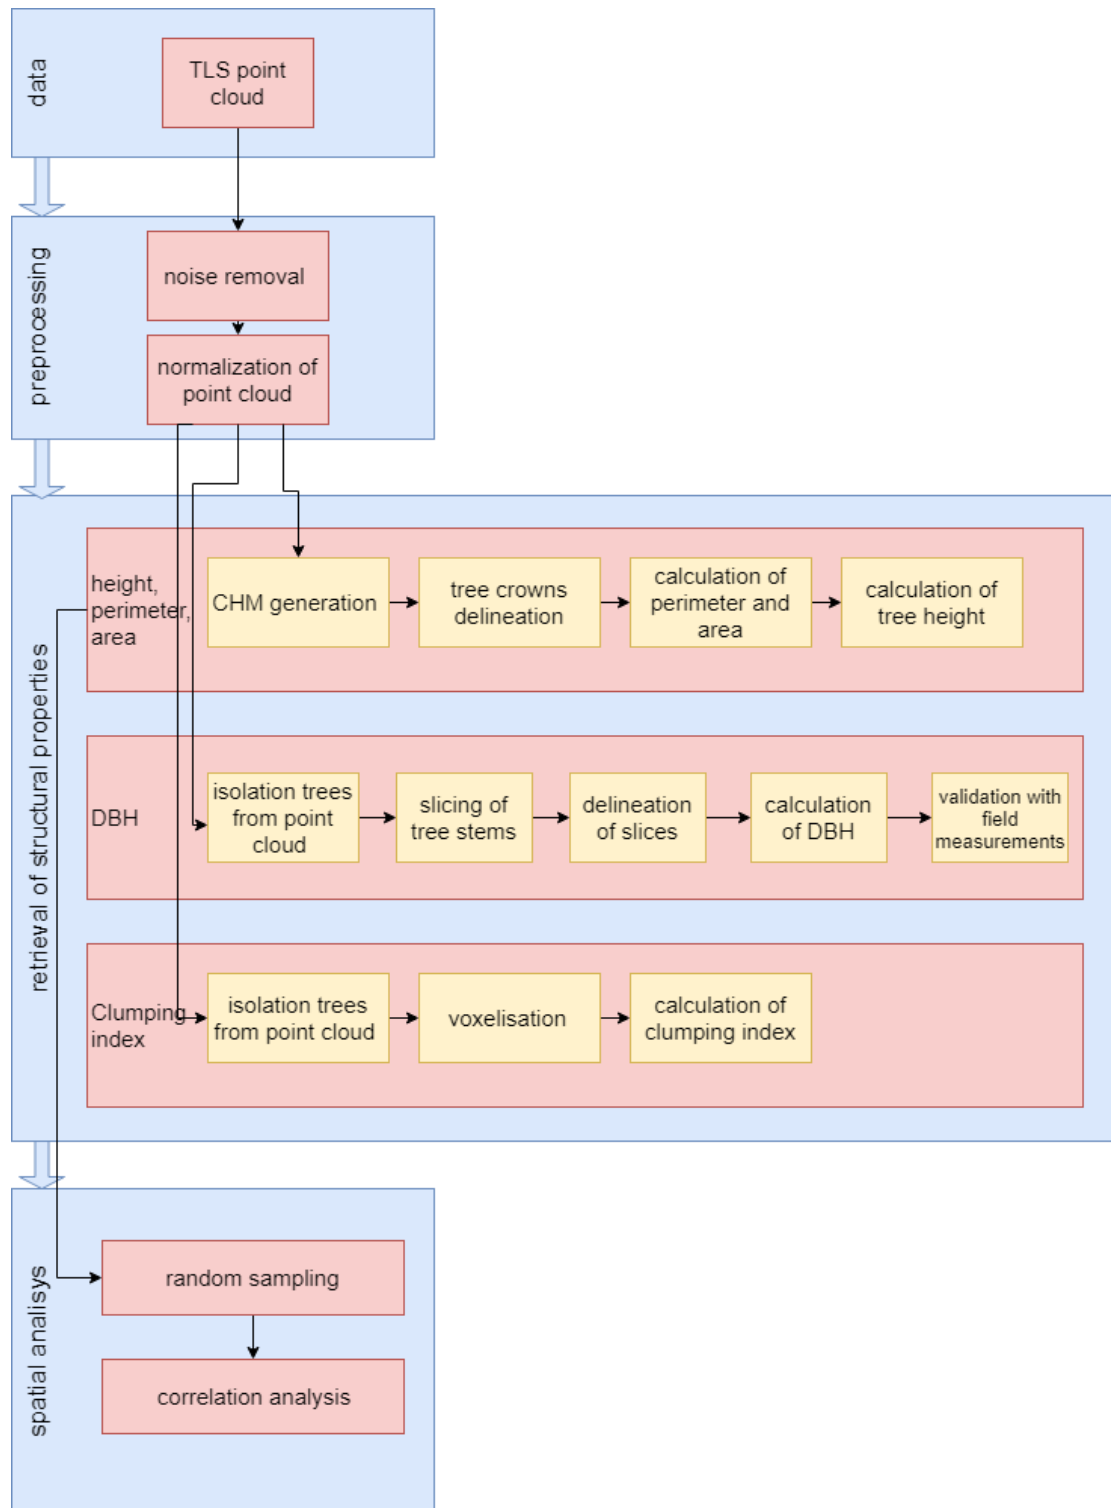 data
TLS point
cloud
preprocessing
noise removal
normalization of
point cloud
retrieval of structural properties
height,
perimeter,
area
CHM generation
tree crowns
delineation
calculation of
perimeter and
area
calculation of
tree height
DBH
isolation trees
from point
cloud
slicing of
tree stems
delineation
of slices
calculation
of DBH
validation with
field
measurements
Clumping
index
isolation trees
from point cloud
voxelisation
calculation of
clumping index
spatial analisys
random sampling
correlation analysis